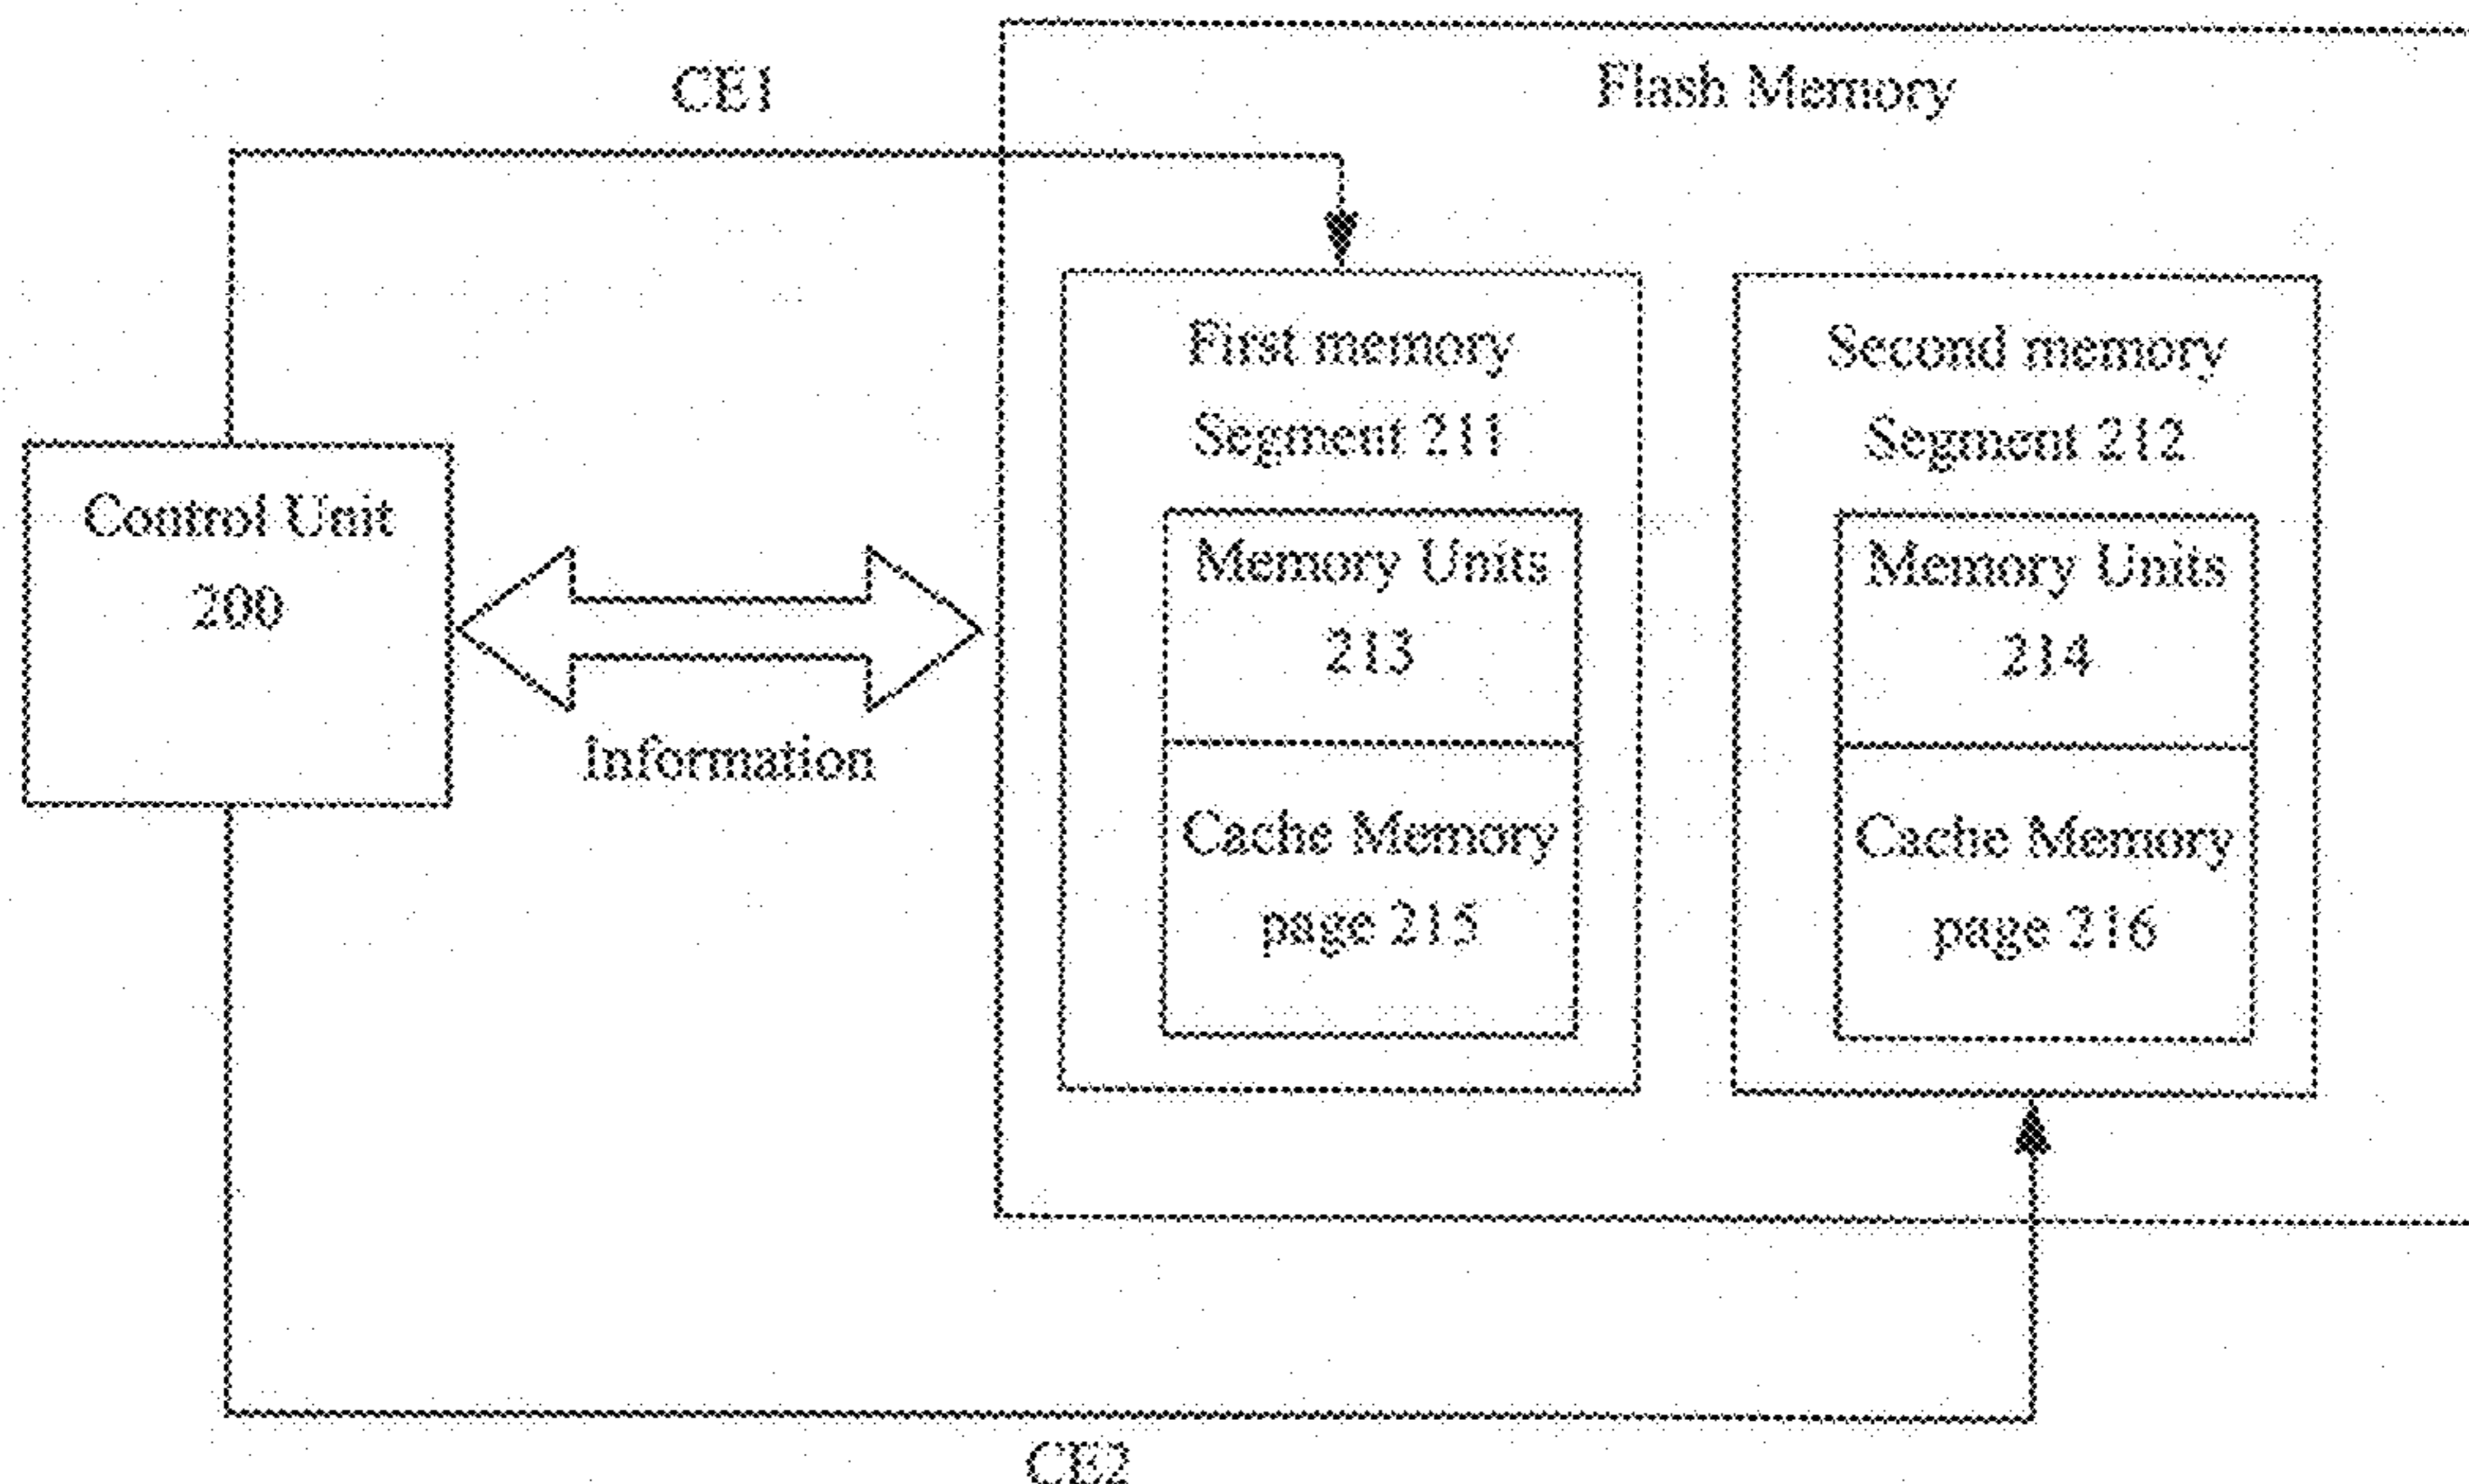 CE1
Flash Memory
First memory
Segment 211
Second memory
Segment 212
Control Unit
200
Memory Units
213
Memory Units
214
Information
Cache Memory
page 215
Cache Memory
page 216
CE2